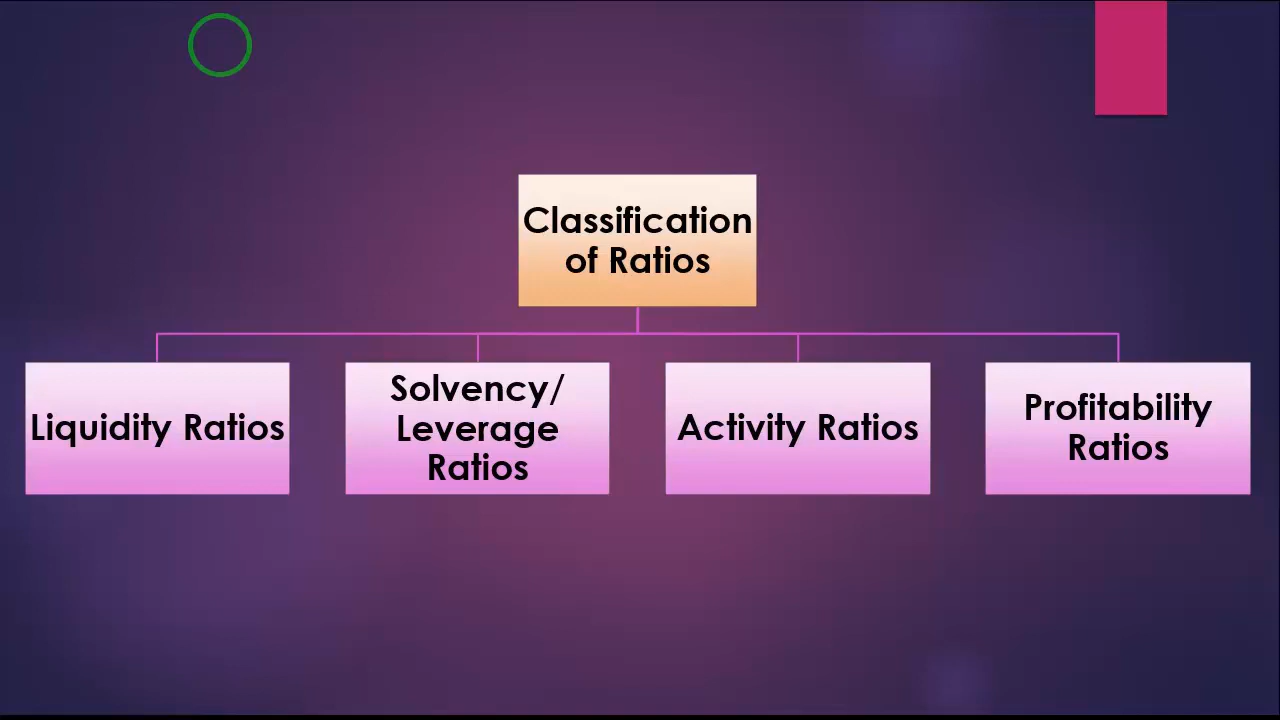 Classification
of Ratios
Liquidity Ratios
Solvency/
Leverage
Ratios
Activity Ratios
Profitability
Ratios